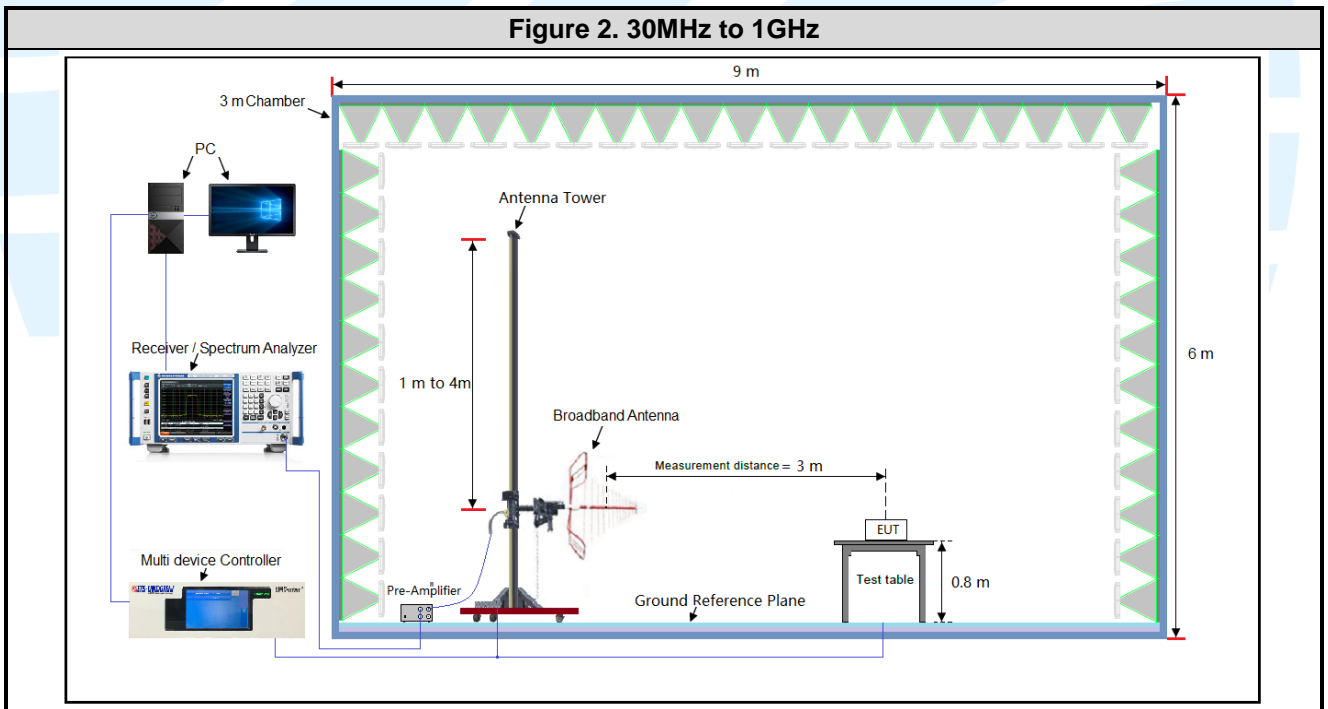 Figure 2. 30MHz to 1GHz
9 m
3 m Chamber
PC
Antenna Tower
6 m
Receiver / Spectrum Analyzer
1 m to 4m
Broadband Antenna
Measurement distance = 3 m
EUT
Multi device Controller
Test table
0.8 m
Pre-Amplifier
Ground Reference Plane